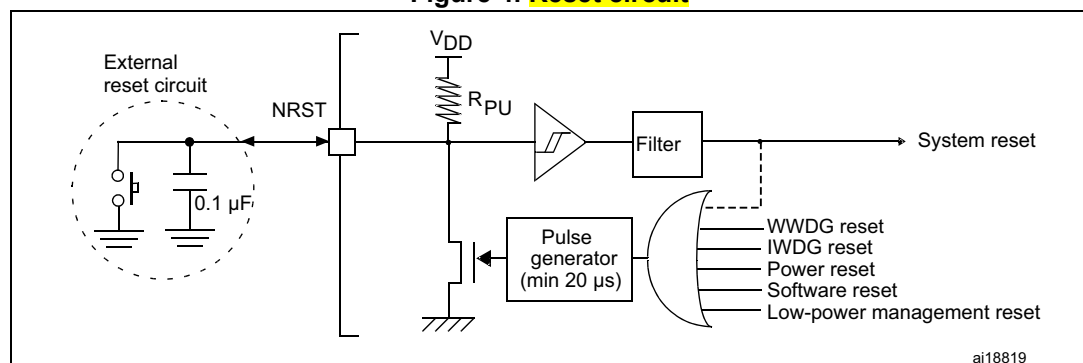 Figure 4. Reset circuit
External
reset circuit
NRST
VDD
RPU
0.1 µF
Filter
System reset
Pulse
generator
(min 20 µs)
WWDG reset
IWDG reset
Power reset
Software reset
Low-power management reset
ai18819